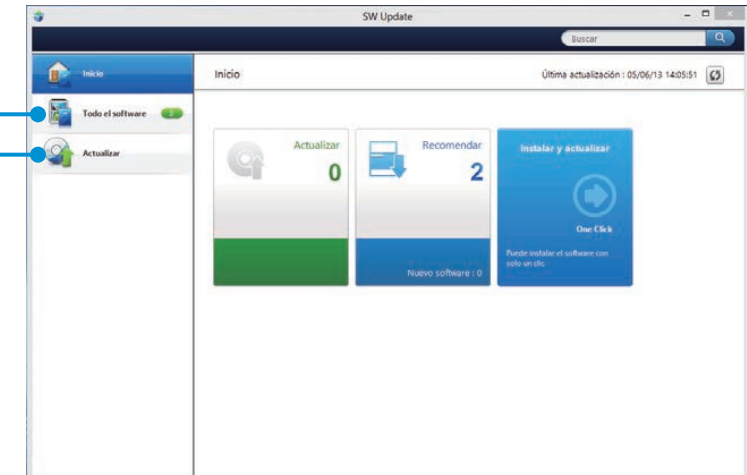 SW Update
Buscar
Inicio
Inicio
Última actualización : 05/06/13 14:05:51
Todo el software
Actualizar
Actualizar
0
Recomendar
2
Nuevo software : 0
Instalar y actualizar
One Click
Puede instalar el software con
solo un clic